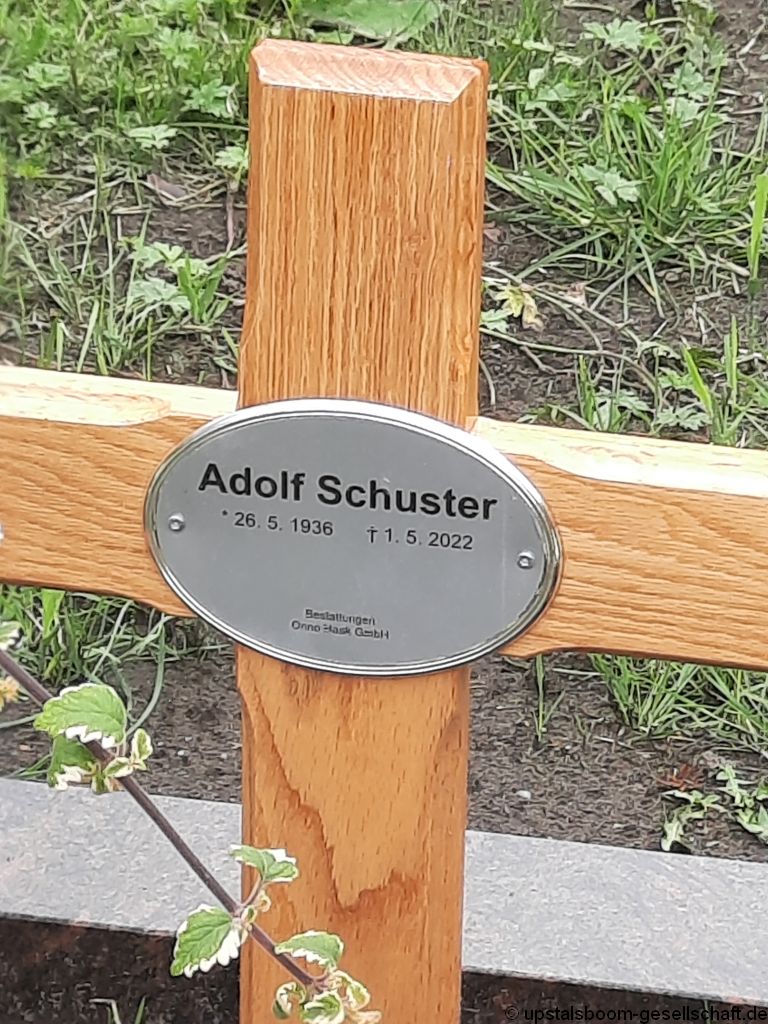 Adolf Schuster
* 26. 5. 1936 † 1. 5. 2022
Bestattungen
Onno Hask GmbH
© upstalsboom-gesellschaft.de